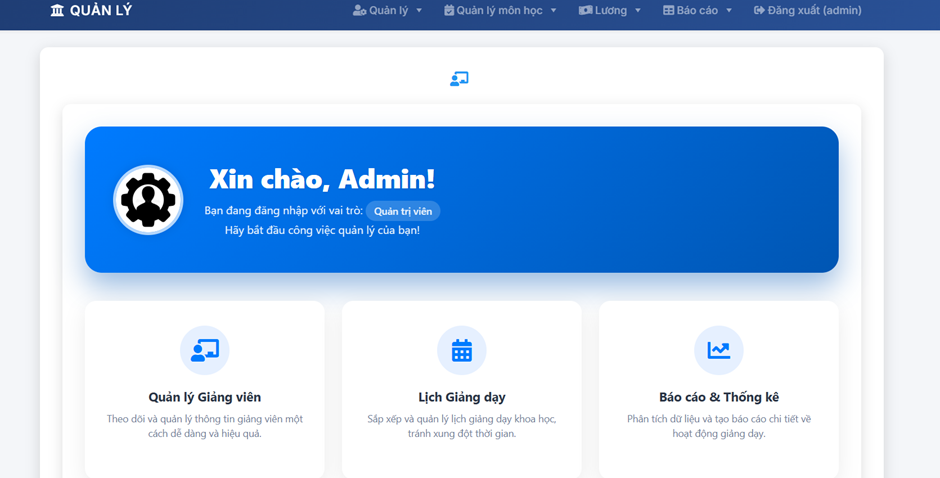 QUẢN LÝ
Quản lý
Quản lý môn học
Lương
Báo cáo
Đăng xuất (admin)
Xin chào, Admin!
Bạn đang đăng nhập với vai trò: Quản trị viên
Hãy bắt đầu công việc quản lý của bạn!
Quản lý Giảng viên
Theo dõi và quản lý thông tin giảng viên một
cách dễ dàng và hiệu quả.
Lịch Giảng dạy
Sắp xếp và quản lý lịch giảng dạy khoa học,
tránh xung đột thời gian.
Báo cáo & Thống kê
Phân tích dữ liệu và tạo báo cáo chi tiết về
hoạt động giảng dạy.